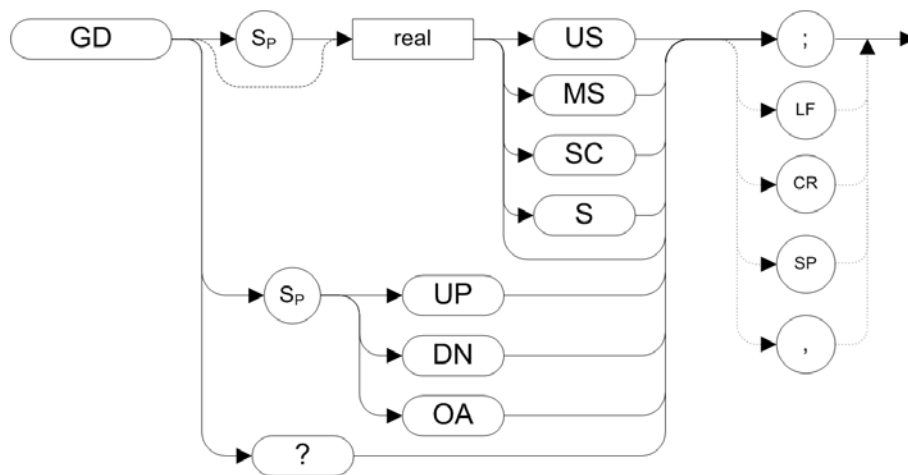 GD SP real US ;
MS LF
SC CR
S SP
SP UP
DN ,
OA
?